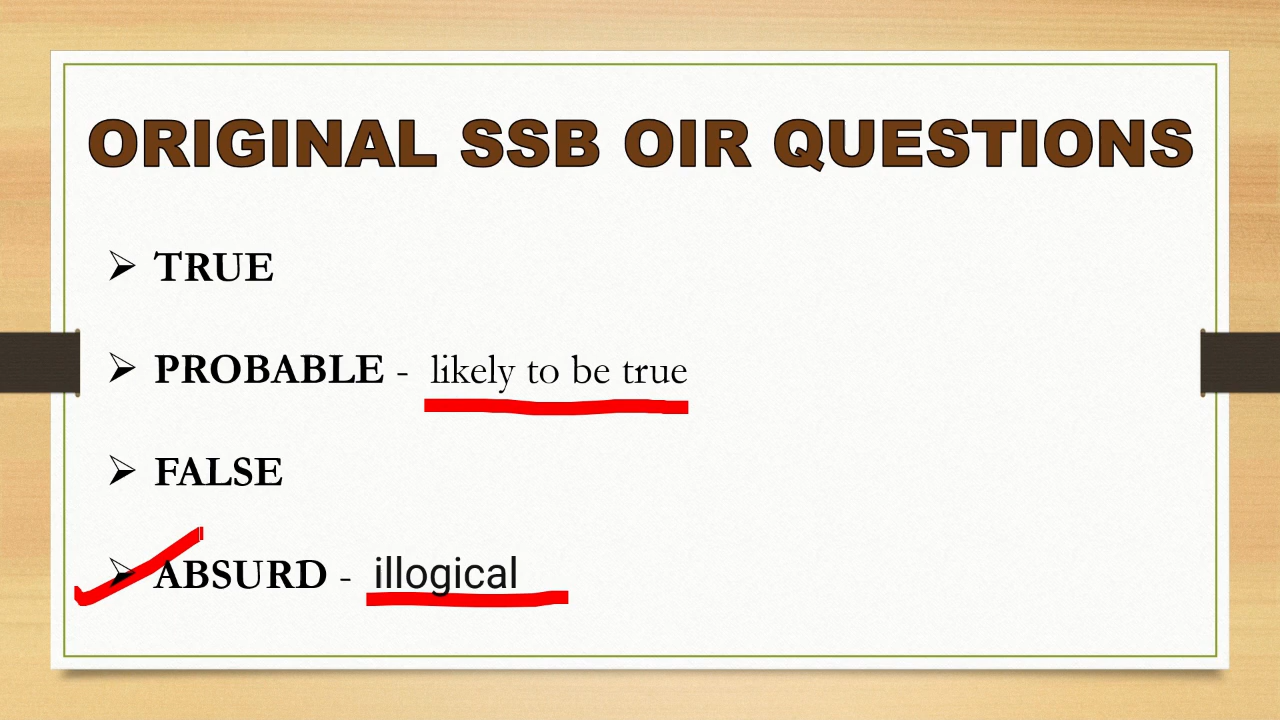 ORIGINAL SSB OIR QUESTIONS
➢ TRUE
➢ PROBABLE - likely to be true
➢ FALSE
➢ ABSURD - illogical